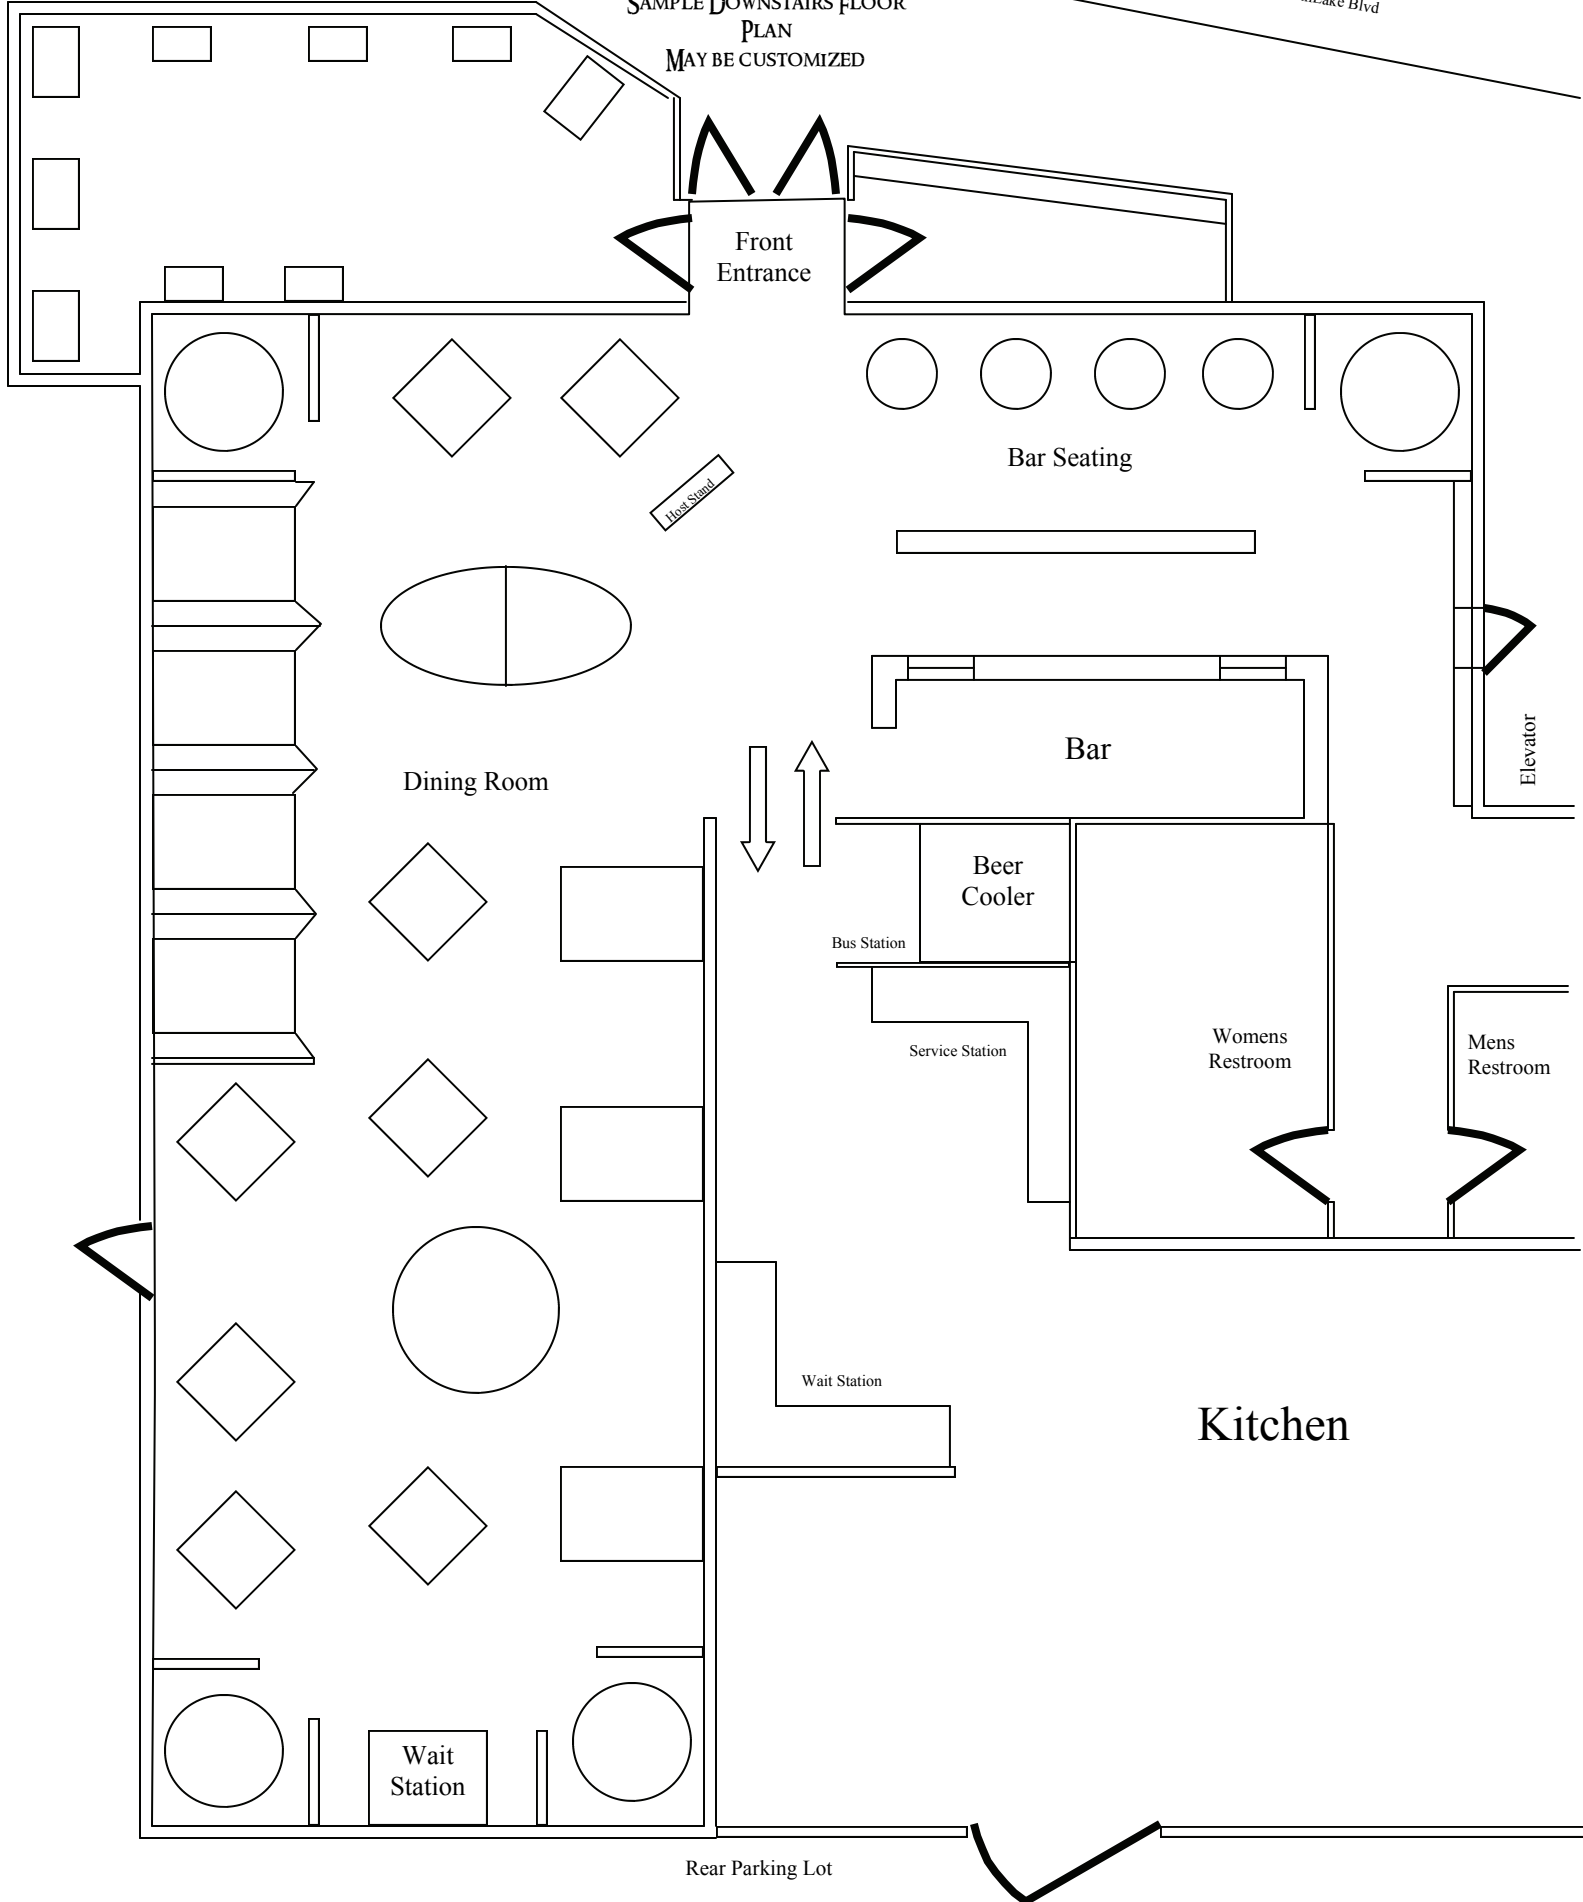 SAMPLE DOWNSTAIRS FLOOR
PLAN
MAY BE CUSTOMIZED
Blvd
Front
Entrance
Bar Seating
Host Stand
Dining Room
Bar
Elevator
Beer
Cooler
Bus Station
Service Station
Womens
Restroom
Mens
Restroom
Wait Station
Kitchen
Wait
Station
Rear Parking Lot